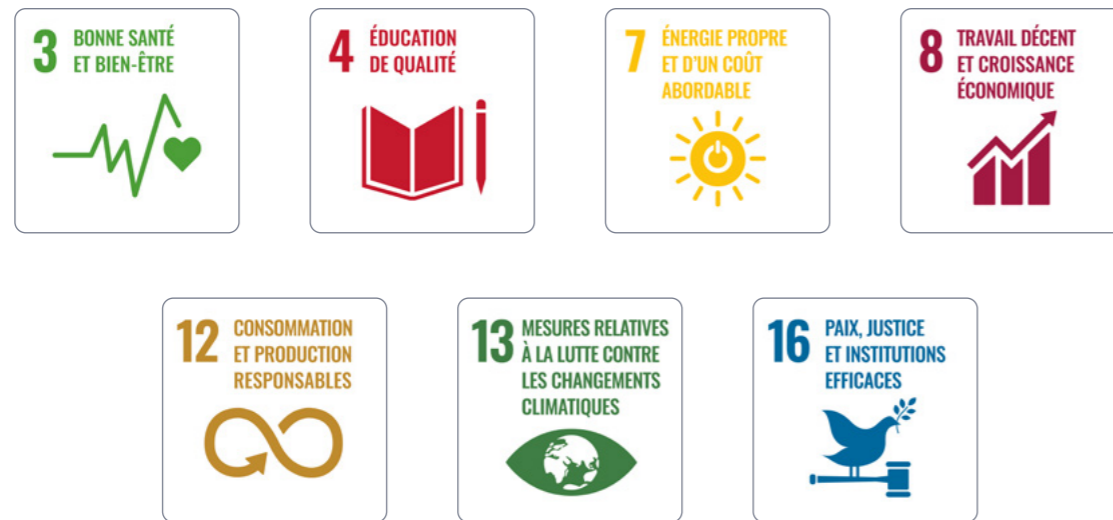 3 BONNE SANTÉ
ET BIEN-ÊTRE
4 ÉDUCATION
DE QUALITÉ
7 ÉNERGIE PROPRE
ET D'UN COÛT
ABORDABLE
8 TRAVAIL DÉCENT
ET CROISSANCE
ÉCONOMIQUE
12 CONSOMMATION
ET PRODUCTION
RESPONSABLES
13 MESURES RELATIVES
À LA LUTTE CONTRE
LES CHANGEMENTS
CLIMATIQUES
16 PAIX, JUSTICE
ET INSTITUTIONS
EFFICACES